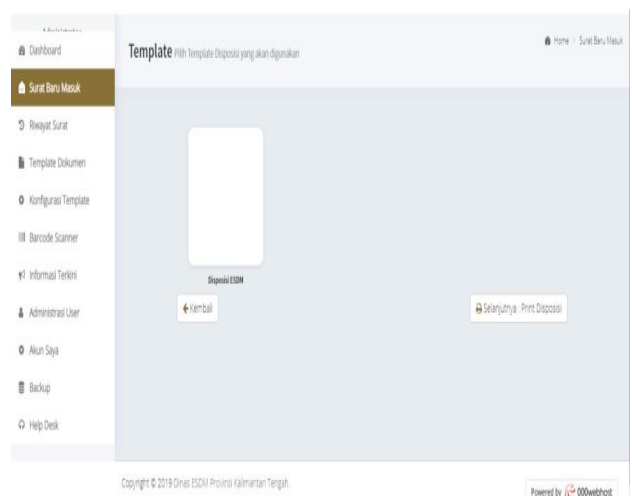 Administrator
Dashboard
Surat Baru Masuk
Riwayat Surat
Template Dokumen
Konfigurasi Template
Barcode Scanner
Informasi Terkini
Administrasi User
Akun Saya
Backup
Help Desk
Template Pilih Template Disposisi yang akan digunakan
Home Surat Baru Masuk
Disposisi ESDM
Kembali
Selanjutnya : Print Disposisi
Copyright © 2019 Dinas ESDM Provinsi Kalimantan Tengah
Powered by 000webhost